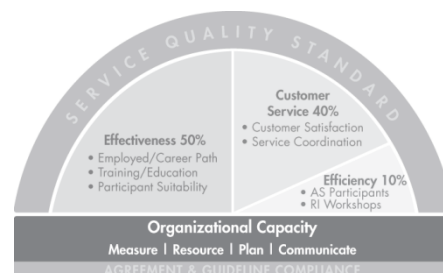 SERVICE QUALITY STANDARD
Customer
Service 40%
• Customer Satisfaction
• Service Coordination
Effectiveness 50%
• Employed/Career Path
• Training/Education
• Participant Suitability
Efficiency 10%
• AS Participants
• RI Workshops
Organizational Capacity
Measure | Resource | Plan | Communicate
AGREEMENT & GUIDELINE COMPLIANCE